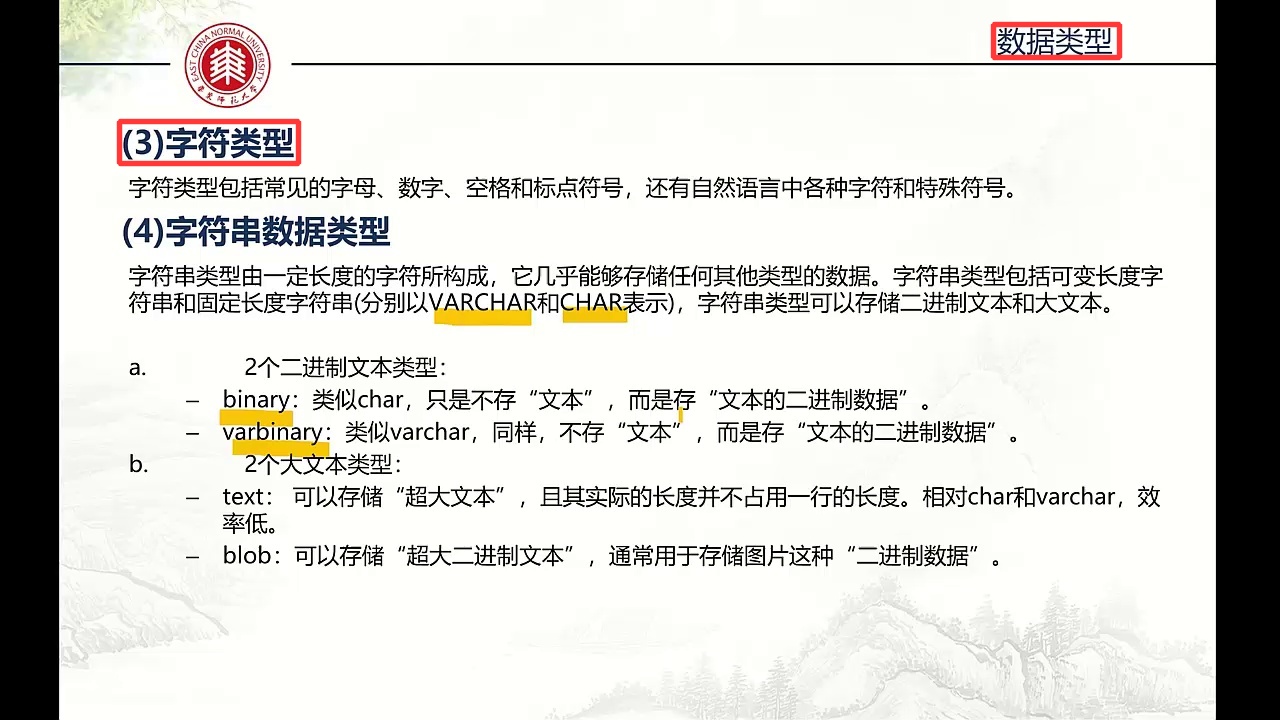 EAST CHINA NORMAL UNIVERSITY
华东师范大学
数据类型
(3)字符类型
字符类型包括常见的字母、数字、空格和标点符号，还有自然语言中各种字符和特殊符号。
(4)字符串数据类型
字符串类型由一定长度的字符所构成，它几乎能够存储任何其他类型的数据。字符串类型包括可变长度字
符串和固定长度字符串(分别以VARCHAR和CHAR表示)，字符串类型可以存储二进制文本和大文本。
a. 2个二进制文本类型：
– binary：类似char，只是不存“文本”，而是存“文本的二进制数据”。
– varbinary：类似varchar，同样，不存“文本”，而是存“文本的二进制数据”。
b. 2个大文本类型：
– text： 可以存储“超大文本”，且其实际的长度并不占用一行的长度。相对char和varchar，效
率低。
– blob：可以存储“超大二进制文本”，通常用于存储图片这种“二进制数据”。